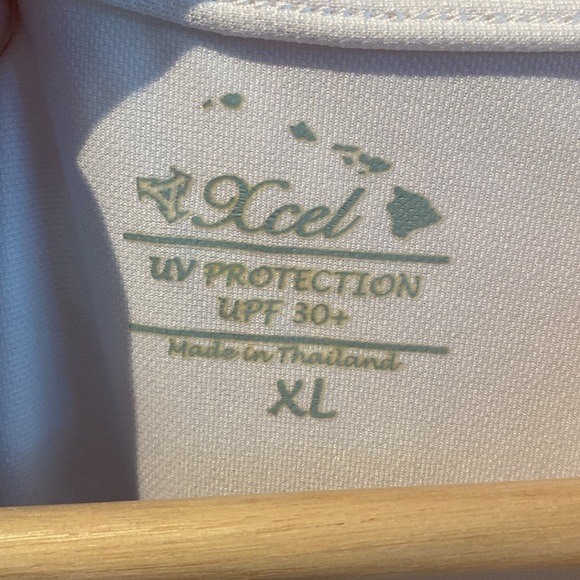 Xcel
UV PROTECTION
UPF 30+
Made in Thailand
XL